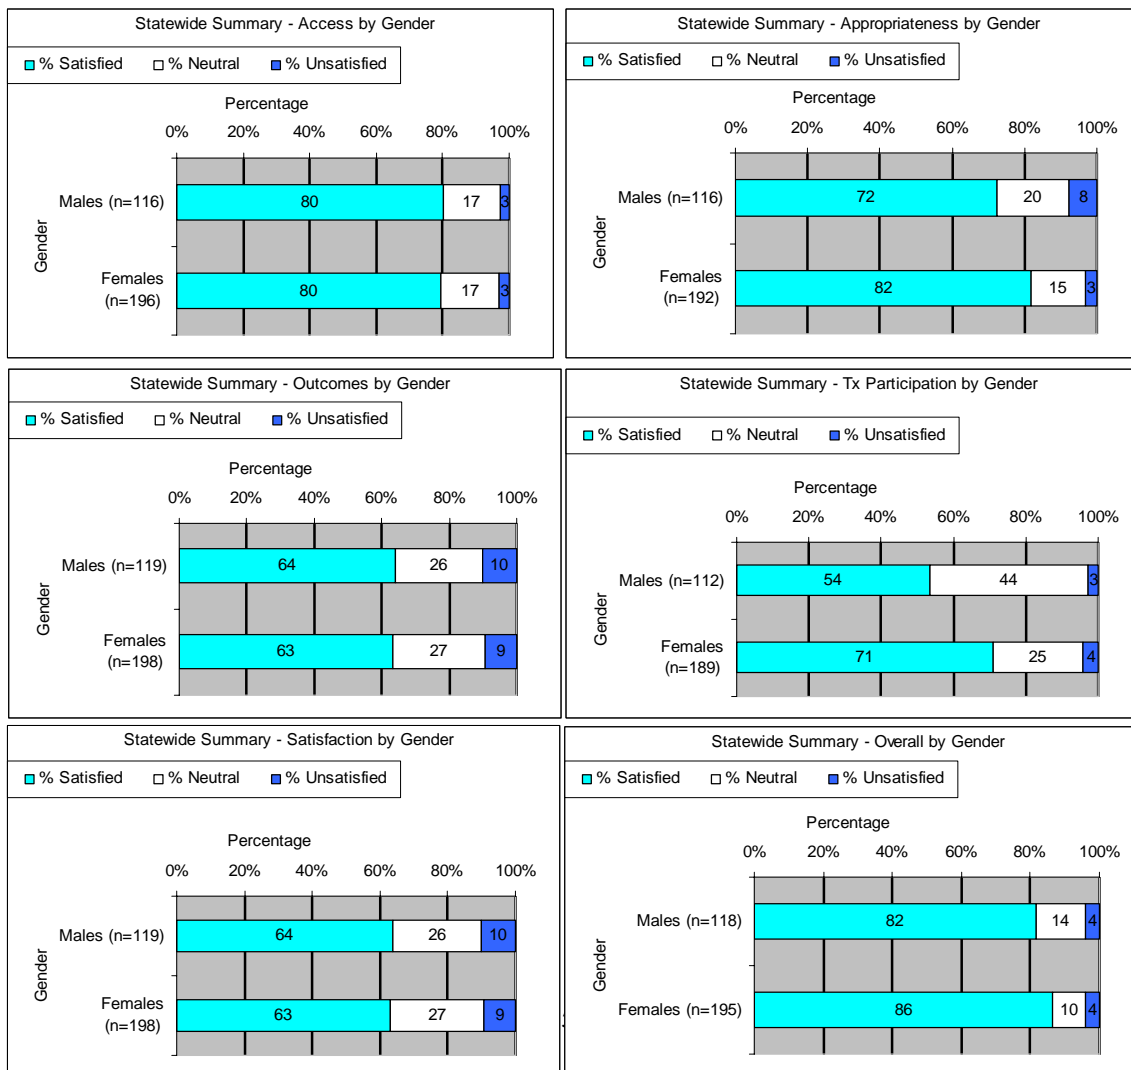 Statewide Summary - Access by Gender
% Satisfied % Neutral % Unsatisfied
Percentage
0% 20% 40% 60% 80% 100%
Gender
Males (n=116)
80 17 3
Females
(n=196)
80 17 3
Statewide Summary - Appropriateness by Gender
% Satisfied % Neutral % Unsatisfied
Percentage
0% 20% 40% 60% 80% 100%
Gender
Males (n=116)
72 20 8
Females
(n=192)
82 15 3
Statewide Summary - Outcomes by Gender
% Satisfied % Neutral % Unsatisfied
Percentage
0% 20% 40% 60% 80% 100%
Gender
Males (n=119)
64 26 10
Females
(n=198)
63 27 9
Statewide Summary - Tx Participation by Gender
% Satisfied % Neutral % Unsatisfied
Percentage
0% 20% 40% 60% 80% 100%
Gender
Males (n=112)
54 44 3
Females
(n=189)
71 25 4
Statewide Summary - Satisfaction by Gender
% Satisfied % Neutral % Unsatisfied
Percentage
0% 20% 40% 60% 80% 100%
Gender
Males (n=119)
64 26 10
Females
(n=198)
63 27 9
Statewide Summary - Overall by Gender
% Satisfied % Neutral % Unsatisfied
Percentage
0% 20% 40% 60% 80% 100%
Gender
Males (n=118)
82 14 4
Females (n=195)
86 10 4